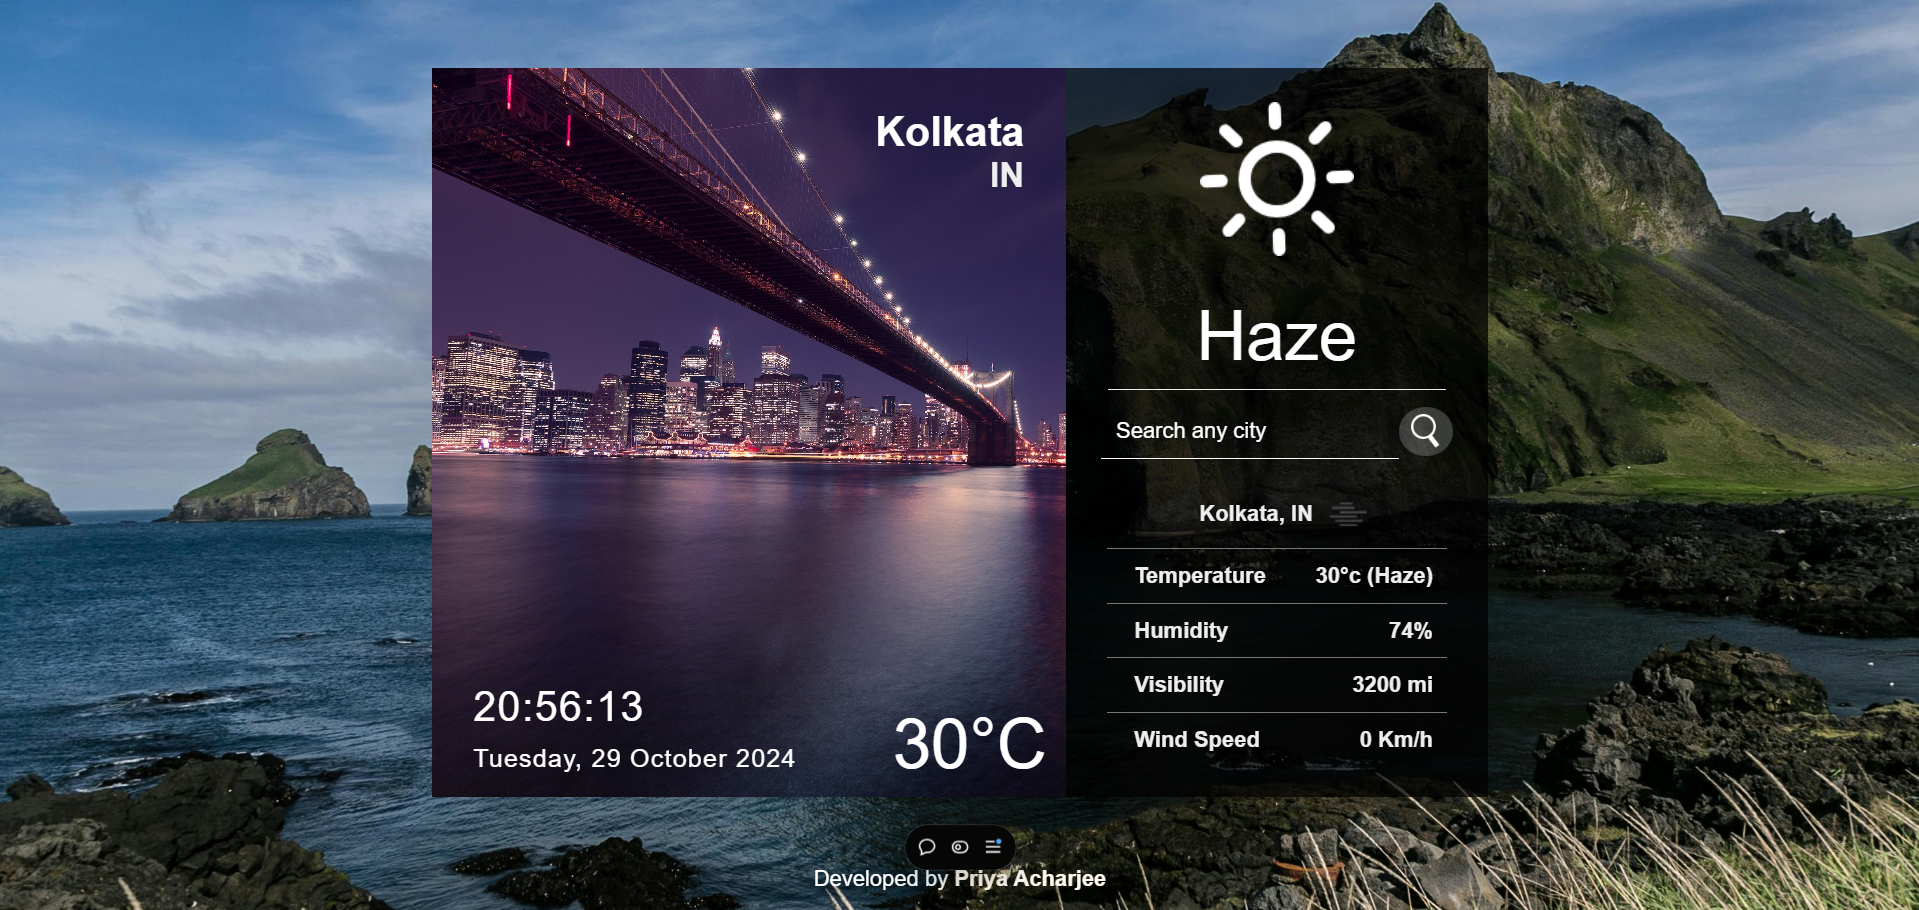 Kolkata
IN
20:56:13
Tuesday, 29 October 2024
30°C
Haze
Search any city
Kolkata, IN
Temperature 30°c (Haze)
Humidity 74%
Visibility 3200 mi
Wind Speed 0 Km/h
Developed by Priya Acharjee